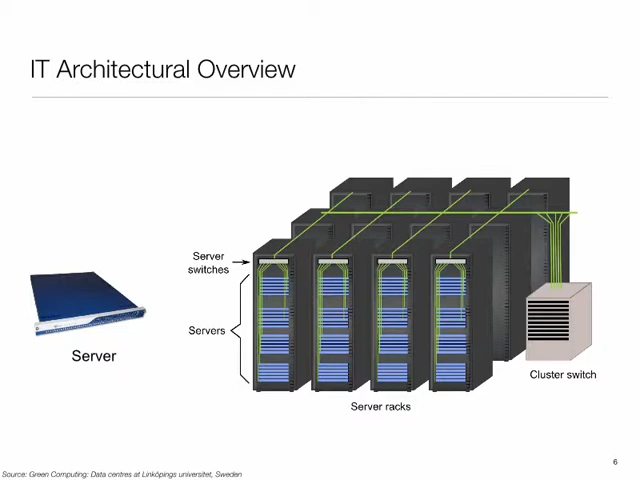 IT Architectural Overview
Server
switches
Servers
Server
Cluster switch
Server racks
6
Source: Green Computing: Data centres at Linköpings universitet, Sweden